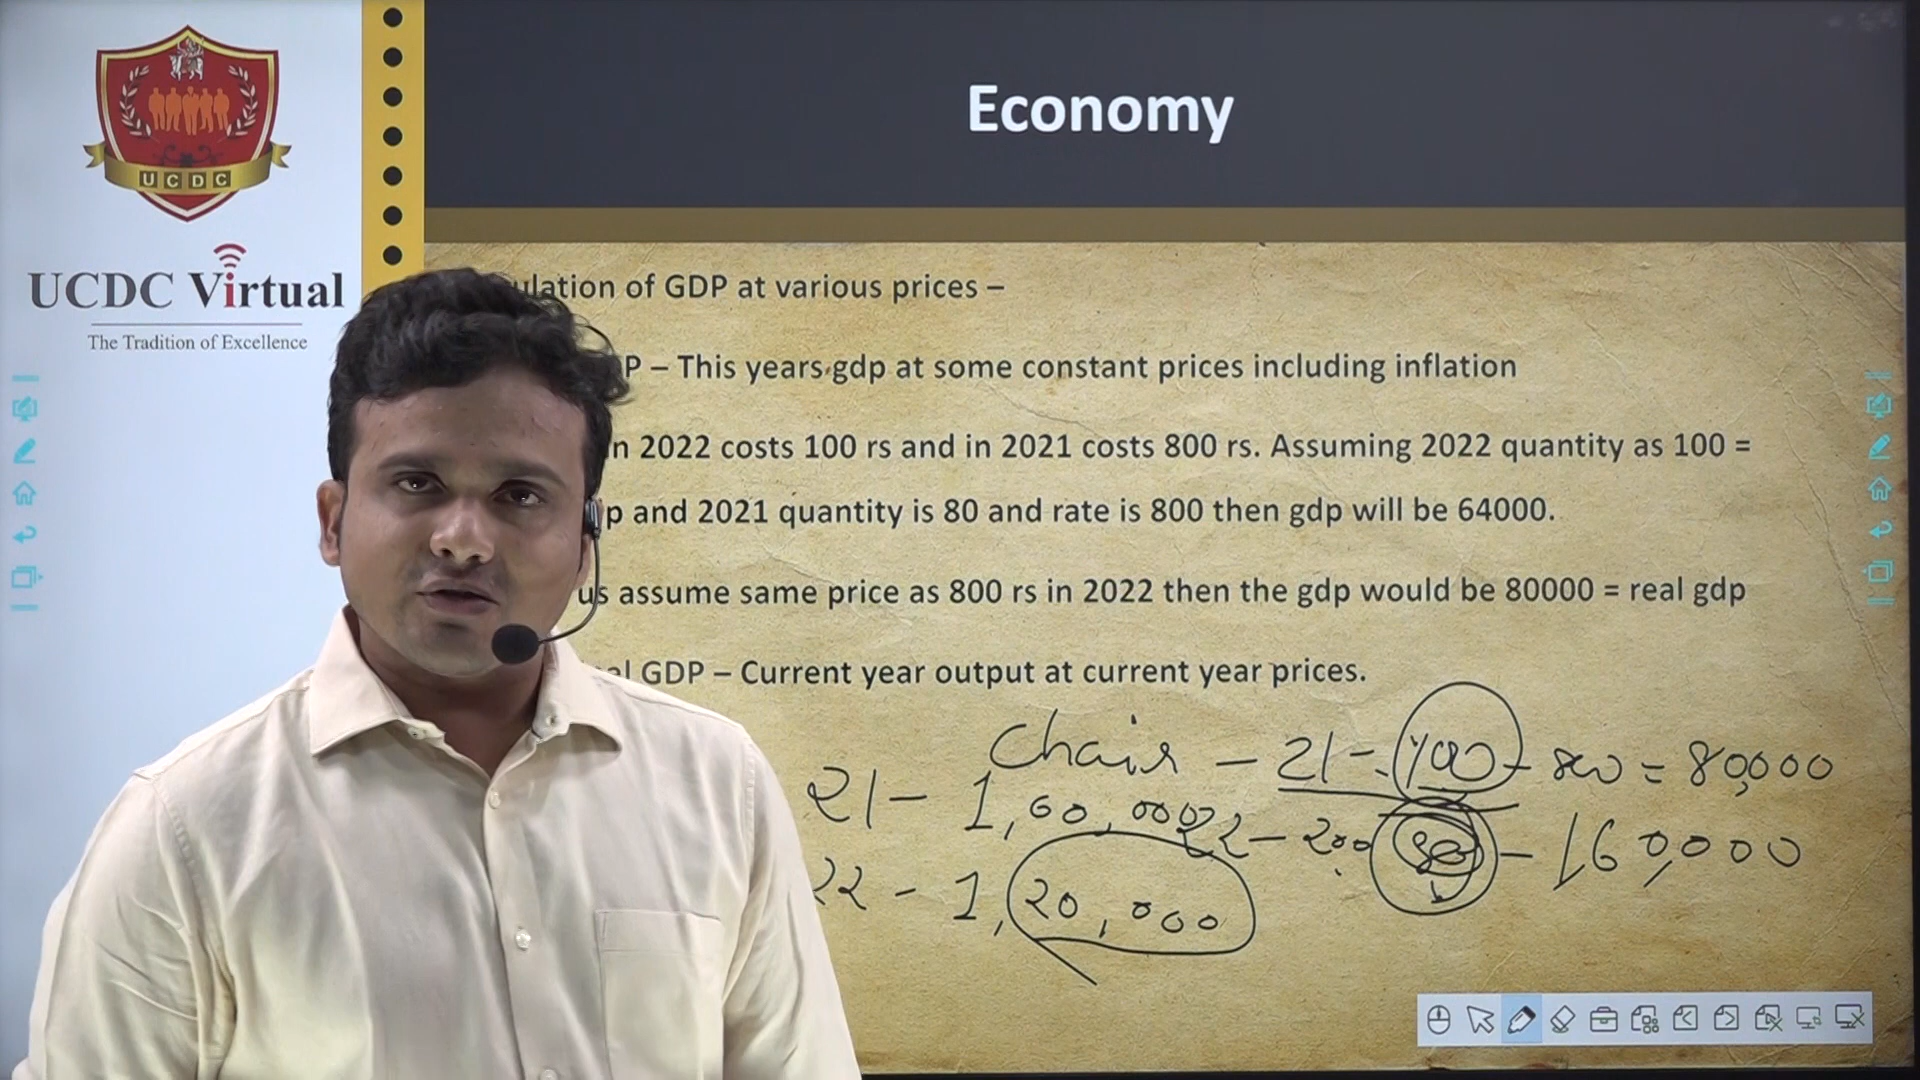 UCDC
UCDC Virtual
The Tradition of Excellence
Economy
ulation of GDP at various prices –
P – This years gdp at some constant prices including inflation
in 2022 costs 100 rs and in 2021 costs 800 rs. Assuming 2022 quantity as 100 =
p and 2021 quantity is 80 and rate is 800 then gdp will be 64000.
us assume same price as 800 rs in 2022 then the gdp would be 80000 = real gdp
al GDP – Current year output at current year prices.
Chair – 21 - 100 - 800 = 80,000
21 – 1,60,000
22 – 200 – 160,000
22 - 1,20,000